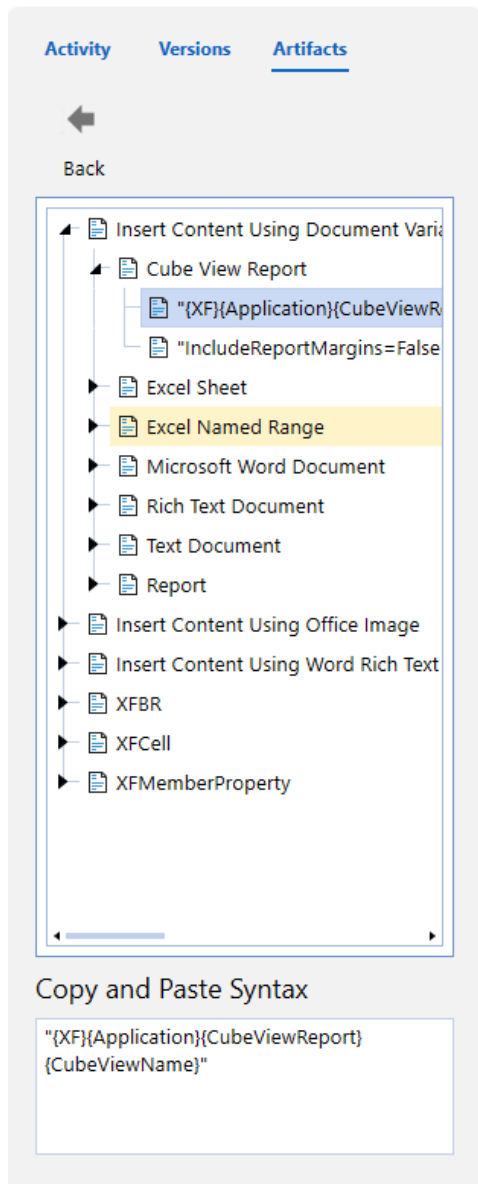 Activity Versions Artifacts
Back
Insert Content Using Document Varia
Cube View Report
"{XF}{Application}{CubeViewR
"IncludeReportMargins=False
Excel Sheet
Excel Named Range
Microsoft Word Document
Rich Text Document
Text Document
Report
Insert Content Using Office Image
Insert Content Using Word Rich Text
XFBR
XFCell
XFMemberProperty
Copy and Paste Syntax
"{XF}{Application}{CubeViewReport}
{CubeViewName}"